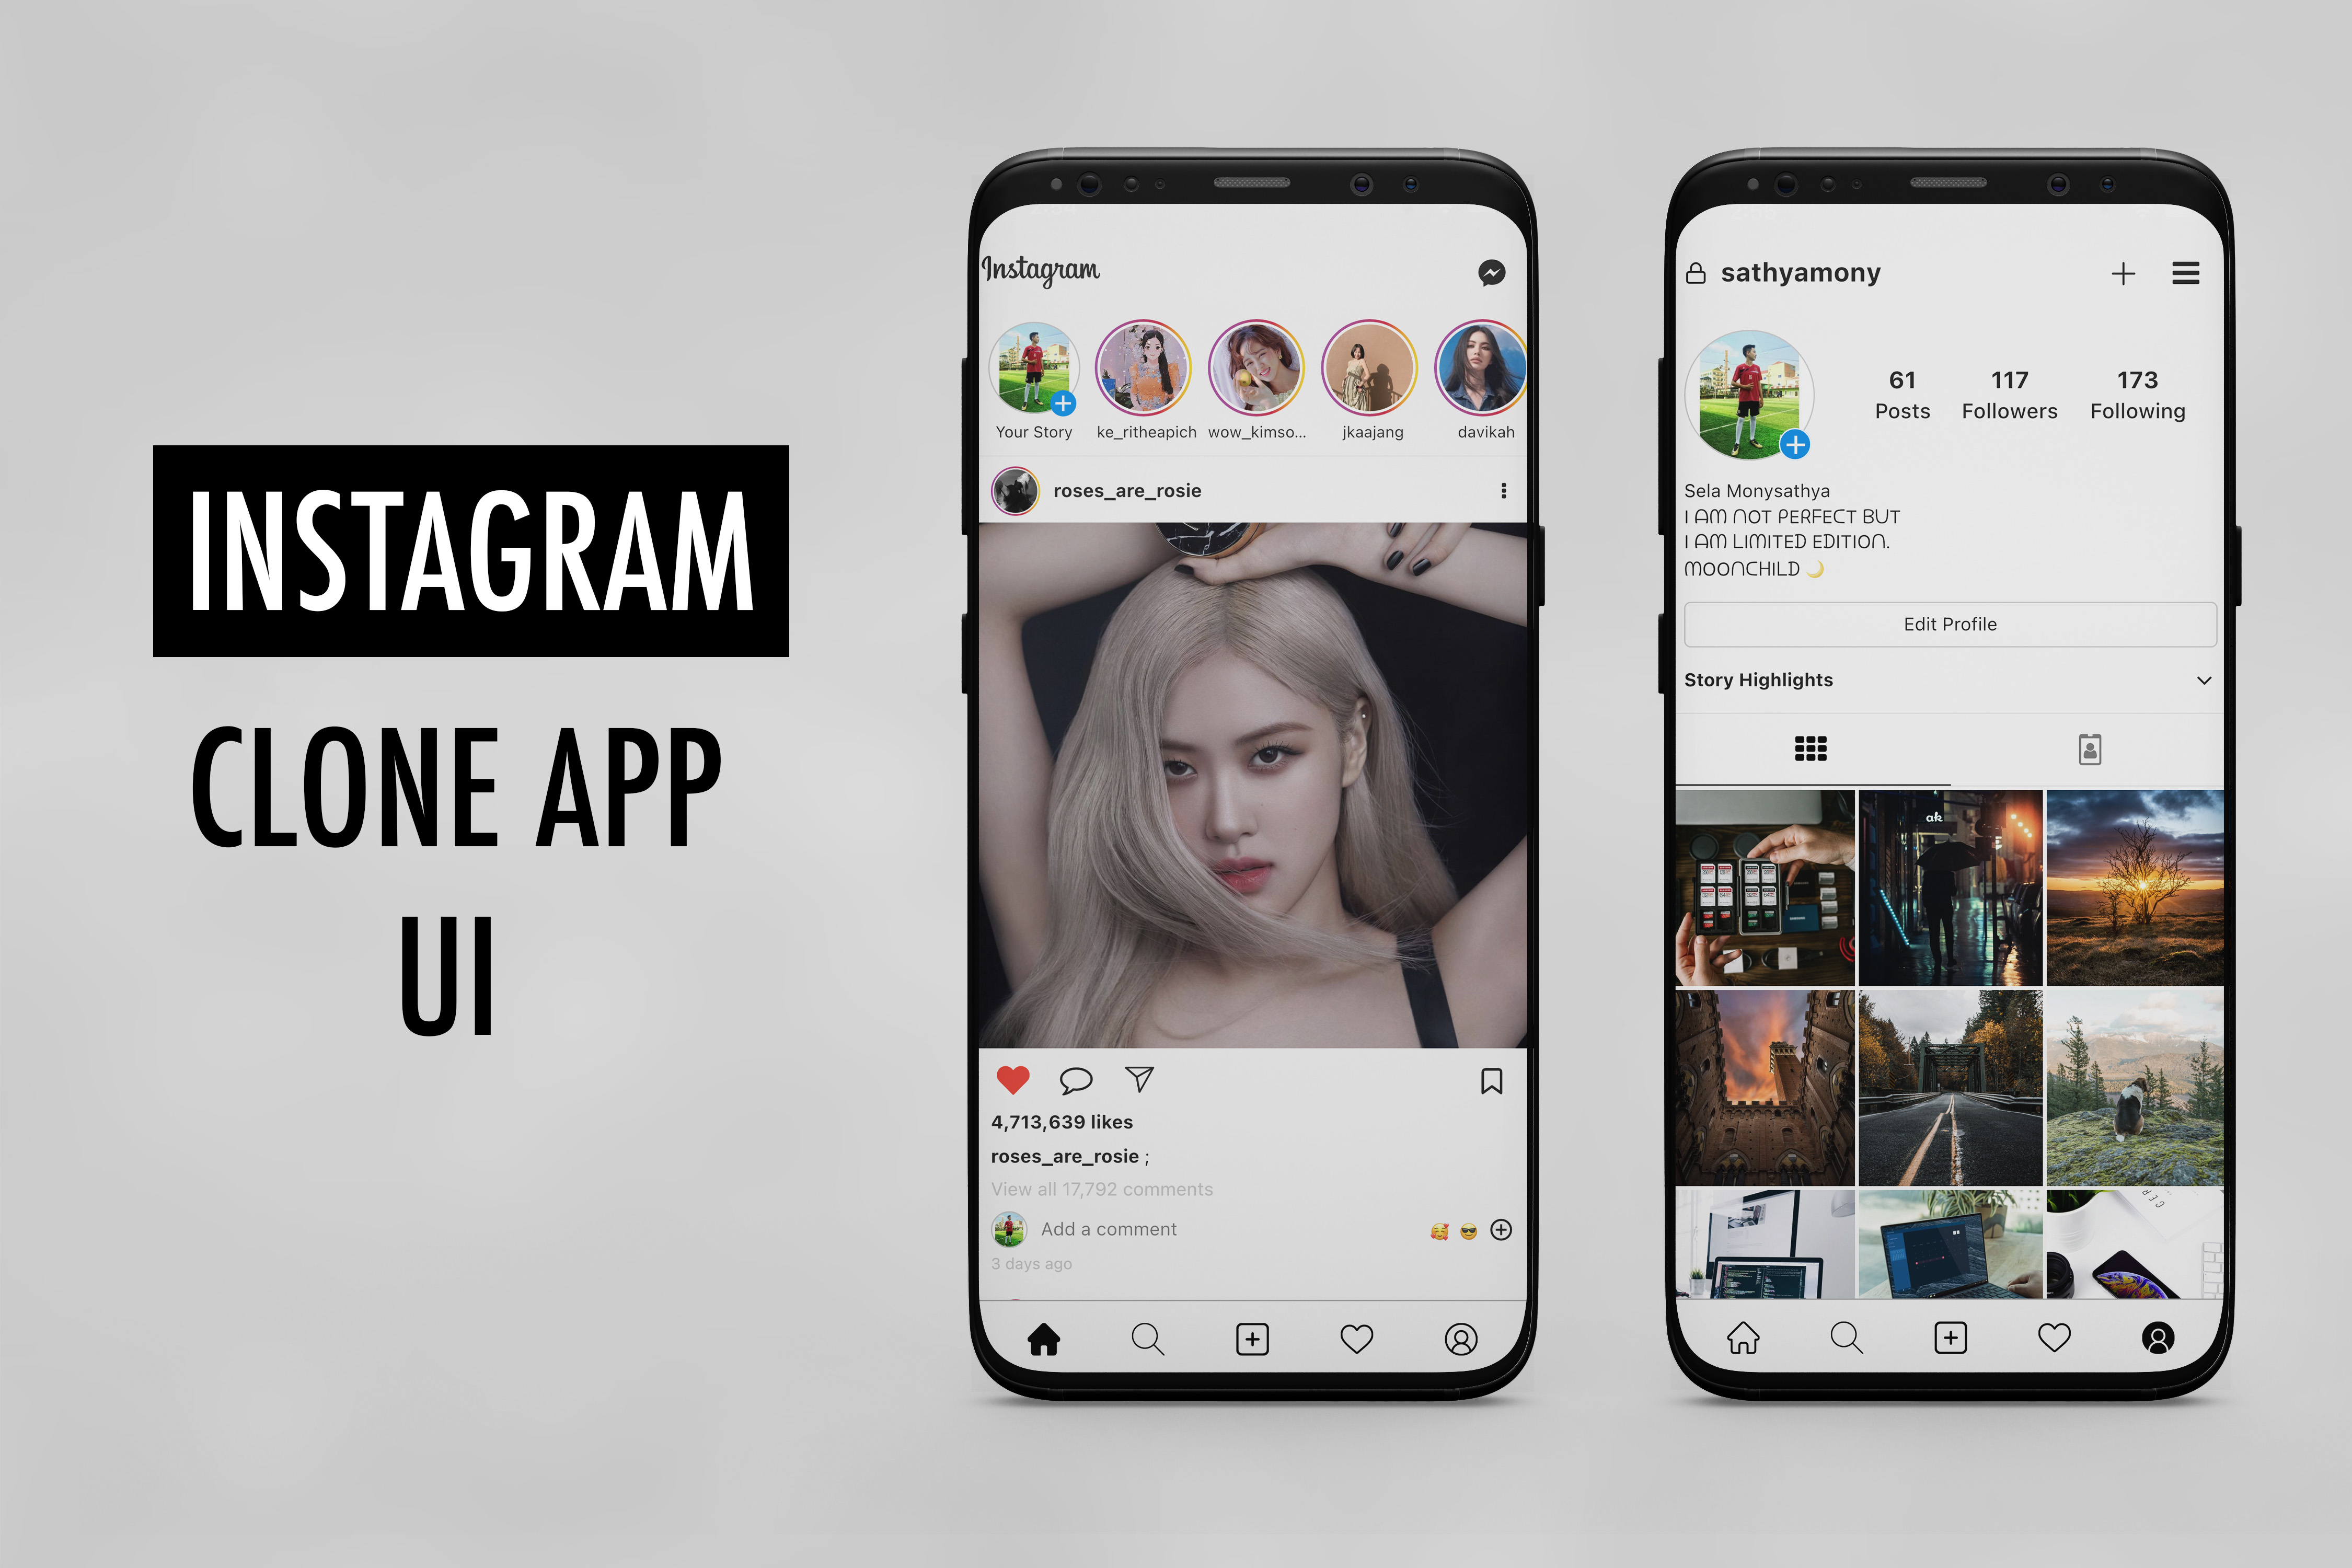 INSTAGRAM
CLONE APP
UI
Instagram
Your Story
ke_ritheapich
wow_kimso...
jkaajang
davikah
roses_are_rosie
4,713,639 likes
roses_are_rosie ;
View all 17,792 comments
Add a comment
3 days ago
sathyamony
61
Posts
117
Followers
173
Following
Sela Monysathya
I AM NOT PERFECT BUT
I AM LIMITED EDITION.
MOONCHILD 🌙
Edit Profile
Story Highlights
ak